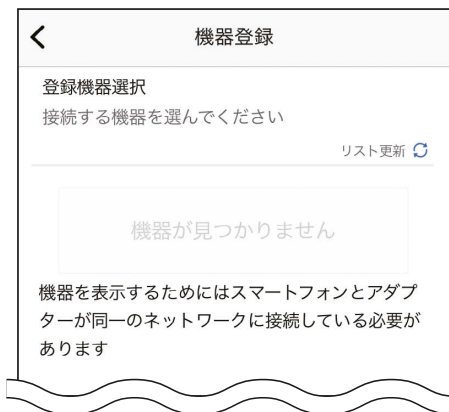 機器登録
登録機器選択
接続する機器を選んでください
リスト更新
機器が見つかりません
機器を表示するためにはスマートフォンとアダプ
ターが同一のネットワークに接続している必要が
あります